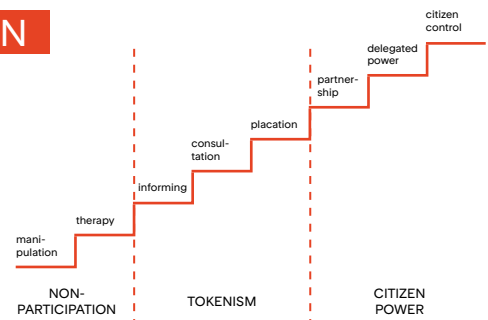 N
citizen
control
delegated
power
partner-
ship
placation
consul-
tation
informing
therapy
mani-
pulation
NON-
PARTICIPATION
TOKENISM
CITIZEN
POWER